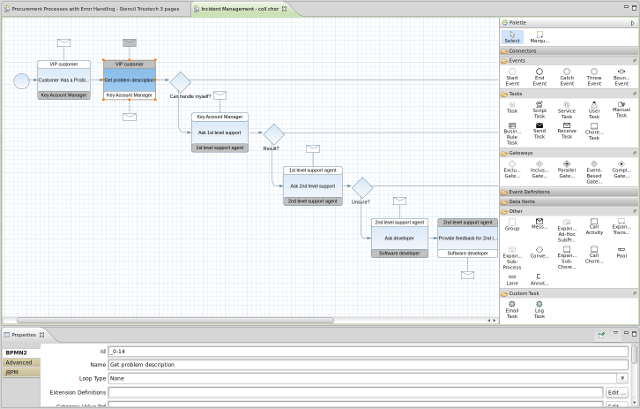 Procurement Processes with Error Handling - Stencil Trisotech 3 pages
Incident Management - coll chor
VIP customer
Customer Has a Probl...
Key Account Manager
VIP customer
Get problem description
Key Account Manager
Can handle myself?
Key Account Manager
Ask 1st level support
1st level support agent
Result?
1st level support agent
Ask 2nd level support
2nd level support agent
Unsure?
2nd level support agent
Ask developer
Software developer
2nd level support agent
Provide feedback for 2nd l...
Software developer
Palette
Select
Marqu...
Connectors
Events
Start Event
End Event
Catch Event
Throw Event
Boun... Event
Tasks
Task
Script Task
Service Task
User Task
Manual Task
Busin... Rule Task
Send Task
Receive Task
Chore... Task
Gateways
Exclu... Gate...
Inclus... Gate...
Parallel Gate...
Event- Based Gate...
Compl... Gate...
Event Definitions
Data Items
Other
Group
Mess...
Expan... Ad-Hoc SubPr...
Call Activity
Expan... Trans...
Expan... Sub- Process
Conve...
Expan... Sub- Chore...
Call Chore...
Pool
Lane
Annot...
Custom Task
Email Task
Log Task
Properties
BPMN2
Advanced
jBPM
Id
_0-14
Name
Get problem description
Loop Type
None
Extension Definitions
Edit ...